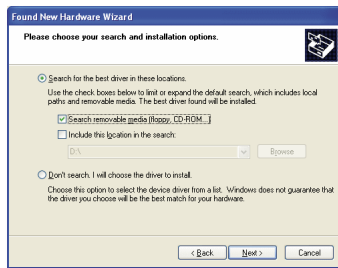 Found New Hardware Wizard
Please choose your search and installation options.
Search for the best driver in these locations.
Use the check boxes below to limit or expand the default search, which includes local
paths and removable media. The best driver found will be installed.
Search removable media (floppy, CD-ROM...)
Include this location in the search:
D:\
Browse
Don't search. I will choose the driver to install.
Choose this option to select the device driver from a list. Windows does not guarantee that
the driver you choose will be the best match for your hardware.
< Back
Next >
Cancel